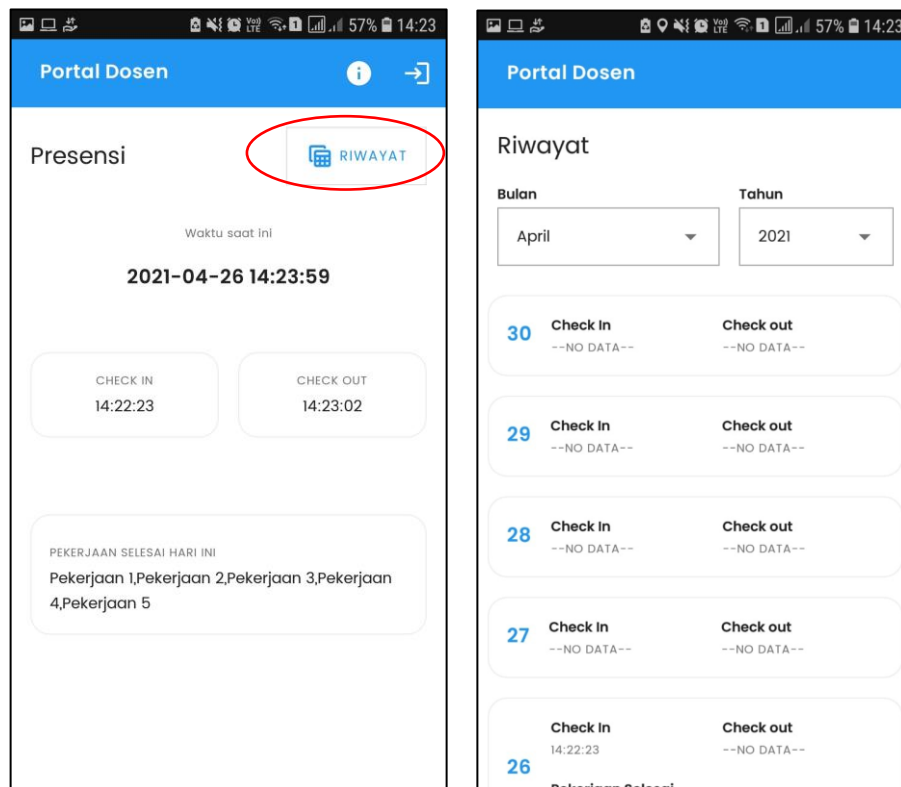 57% 14:23
Portal Dosen
Presensi
RIWAYAT
Waktu saat ini
2021-04-26 14:23:59
CHECK IN
14:22:23
CHECK OUT
14:23:02
PEKERJAAN SELESAI HARI INI
Pekerjaan 1,Pekerjaan 2,Pekerjaan 3,Pekerjaan
4,Pekerjaan 5
57% 14:23
Portal Dosen
Riwayat
Bulan
Tahun
April
2021
30
Check In
Check out
--NO DATA--
--NO DATA--
29
Check In
Check out
--NO DATA--
--NO DATA--
28
Check In
Check out
--NO DATA--
--NO DATA--
27
Check In
Check out
--NO DATA--
--NO DATA--
26
Check In
Check out
14:22:23
--NO DATA--
Pekerjaan Selesai